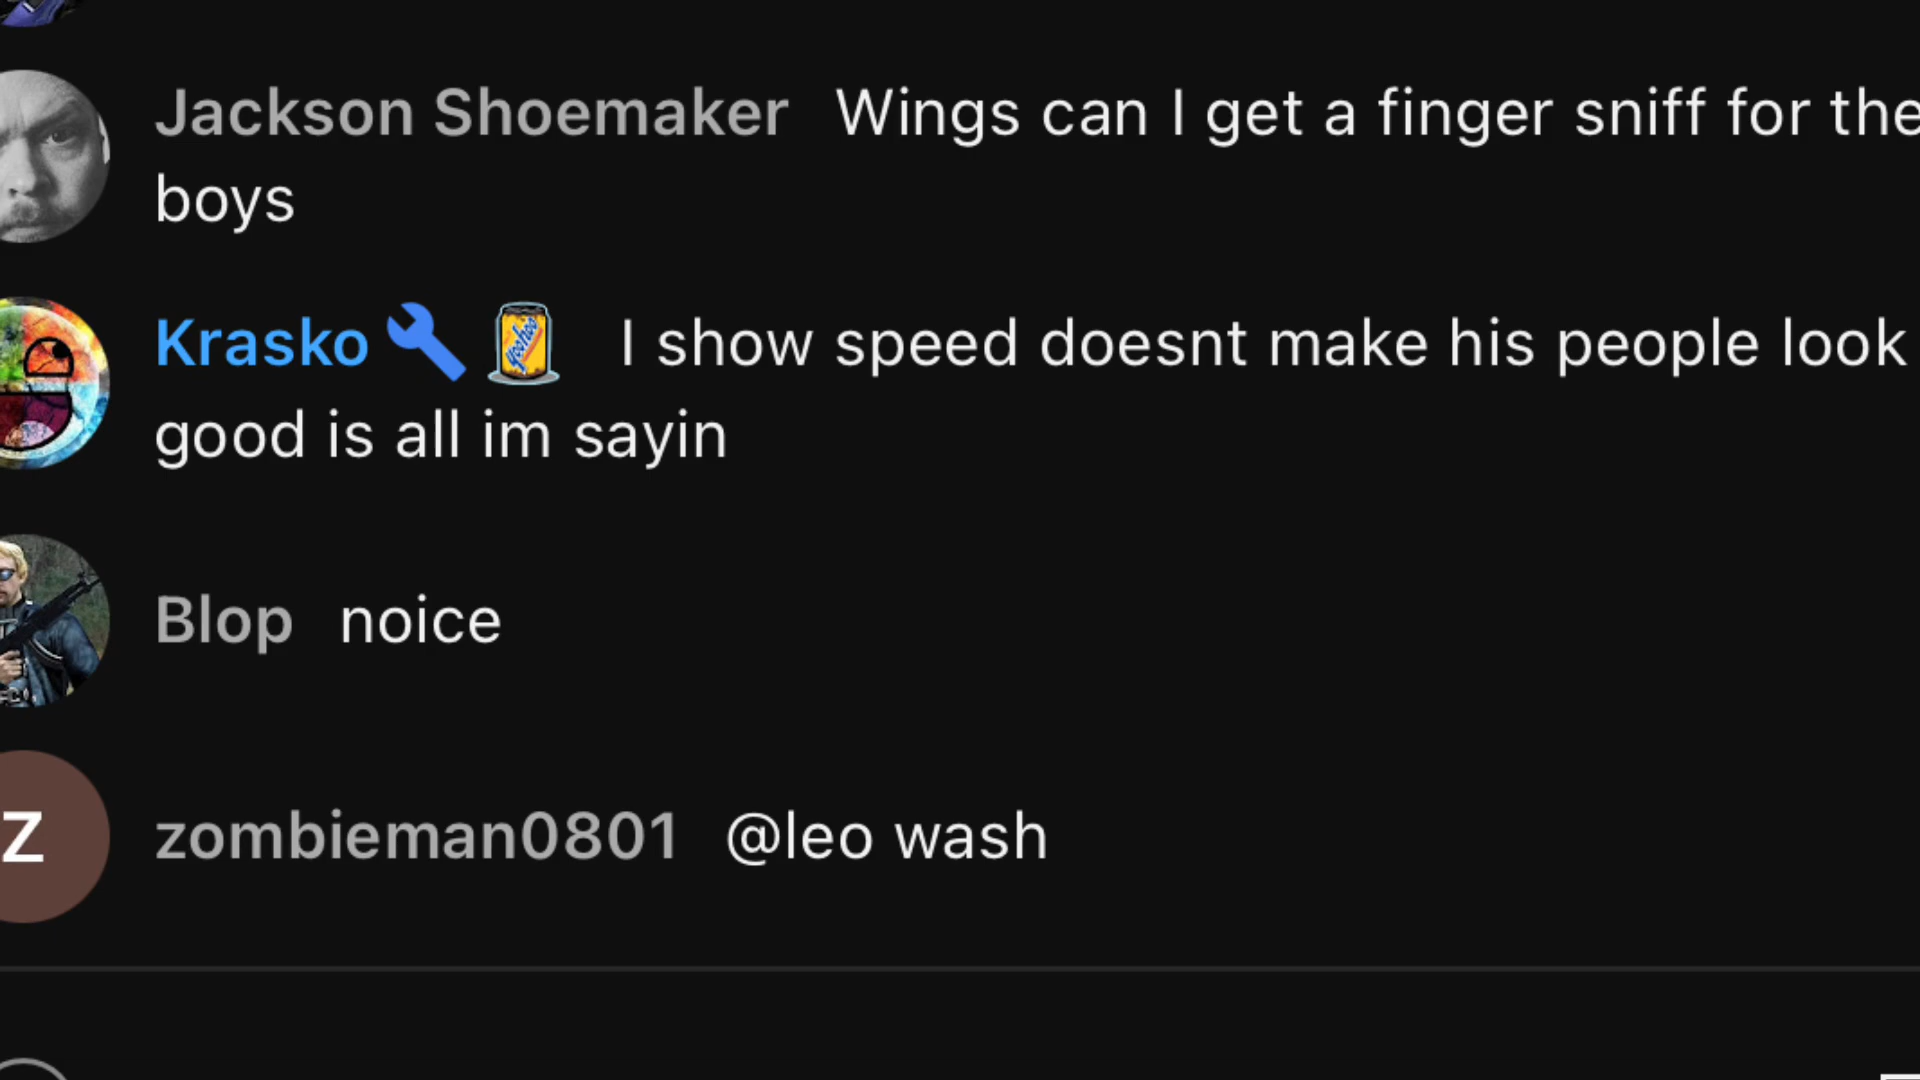 Jackson Shoemaker Wings can I get a finger sniff for the
boys
Krasko yoohoo I show speed doesnt make his people look
good is all im sayin
Blop noice
Z zombieman0801 @leo wash